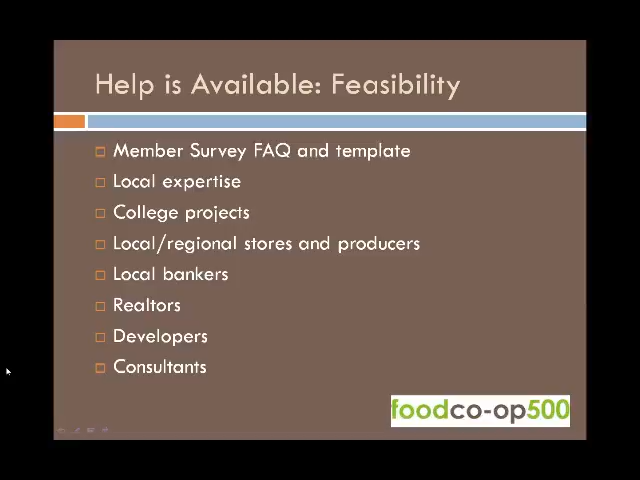 Help is Available: Feasibility
Member Survey FAQ and template
Local expertise
College projects
Local/regional stores and producers
Local bankers
Realtors
Developers
Consultants
foodco-op500